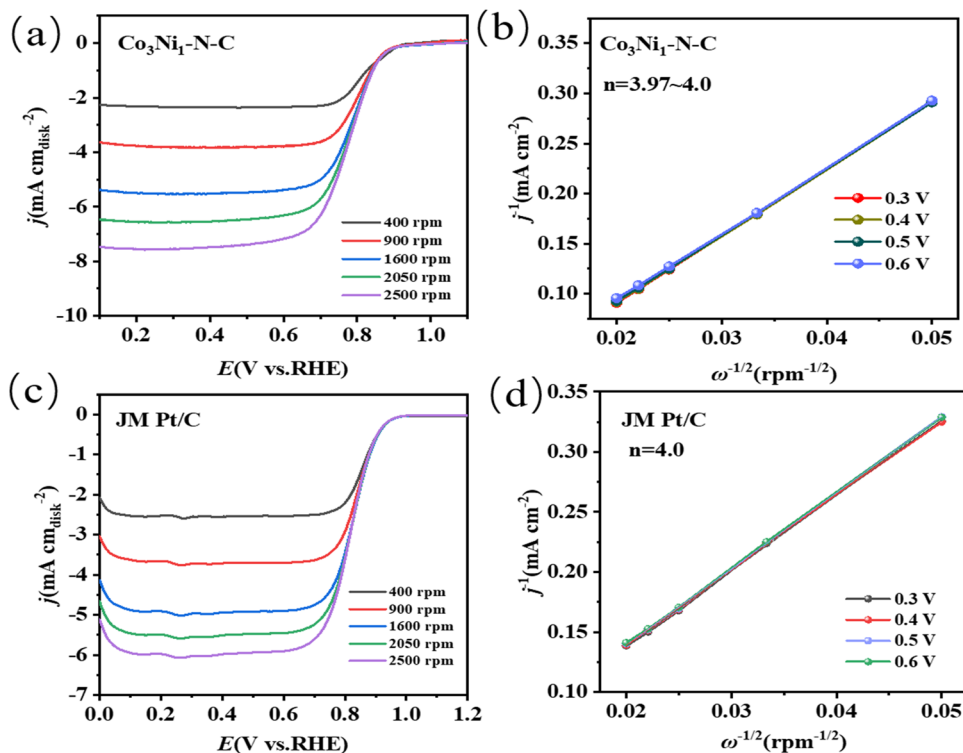 (a)
Co₃Ni₁-N-C
0
-2
-4
-6
-8
-10
j(mA cm_disk⁻²)
400 rpm
900 rpm
1600 rpm
2050 rpm
2500 rpm
0.2 0.4 0.6 0.8 1.0
E(V vs.RHE)
(b)
Co₃Ni₁-N-C
n=3.97~4.0
0.35
0.30
0.25
0.20
0.15
0.10
j⁻¹(mA cm⁻²)
0.3 V
0.4 V
0.5 V
0.6 V
0.02 0.03 0.04 0.05
ω⁻¹/²(rpm⁻¹/²)
(c)
JM Pt/C
0
-1
-2
-3
-4
-5
-6
-7
j(mA cm_disk⁻²)
400 rpm
900 rpm
1600 rpm
2050 rpm
2500 rpm
0.0 0.2 0.4 0.6 0.8 1.0 1.2
E(V vs.RHE)
(d)
JM Pt/C
n=4.0
0.35
0.30
0.25
0.20
0.15
0.10
j⁻¹(mA cm⁻²)
0.3 V
0.4 V
0.5 V
0.6 V
0.02 0.03 0.04 0.05
ω⁻¹/²(rpm⁻¹/²)